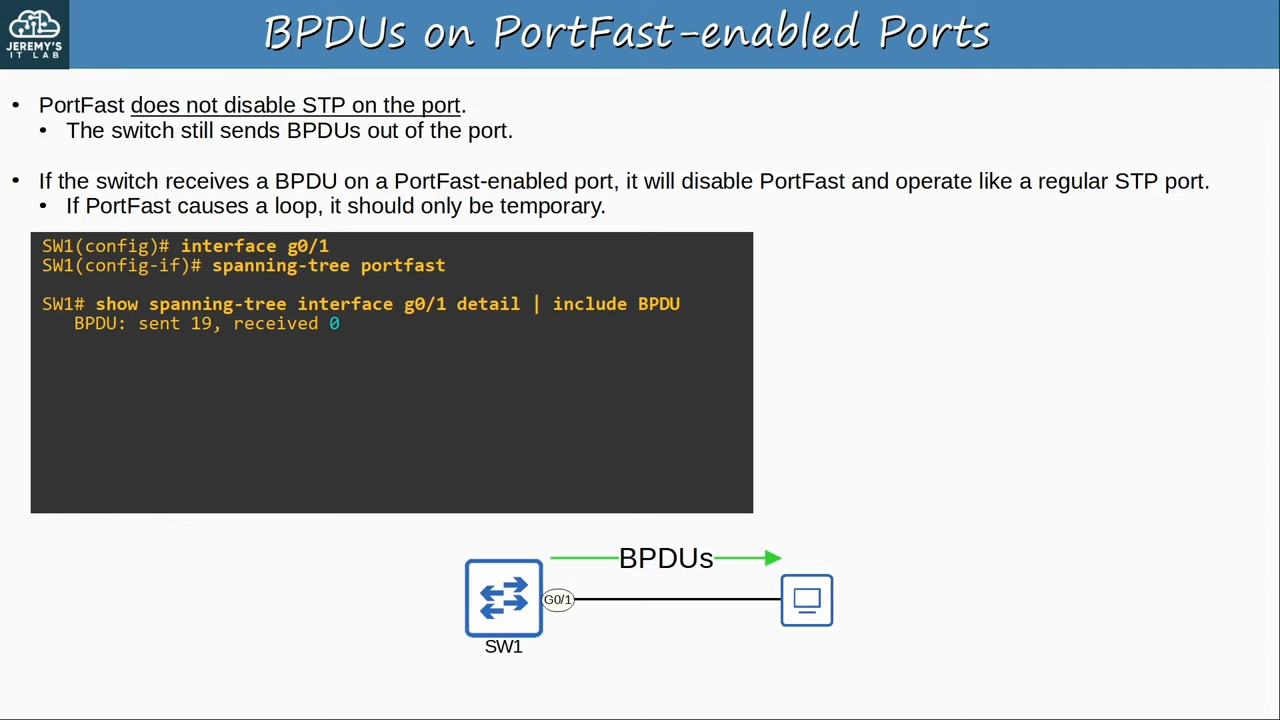 JEREMY'S
IT LAB
BPDUs on PortFast-enabled Ports
• PortFast does not disable STP on the port.
• The switch still sends BPDUs out of the port.
• If the switch receives a BPDU on a PortFast-enabled port, it will disable PortFast and operate like a regular STP port.
• If PortFast causes a loop, it should only be temporary.
SW1(config)# interface g0/1
SW1(config-if)# spanning-tree portfast
SW1# show spanning-tree interface g0/1 detail | include BPDU
BPDU: sent 19, received 0
BPDUs
G0/1
SW1